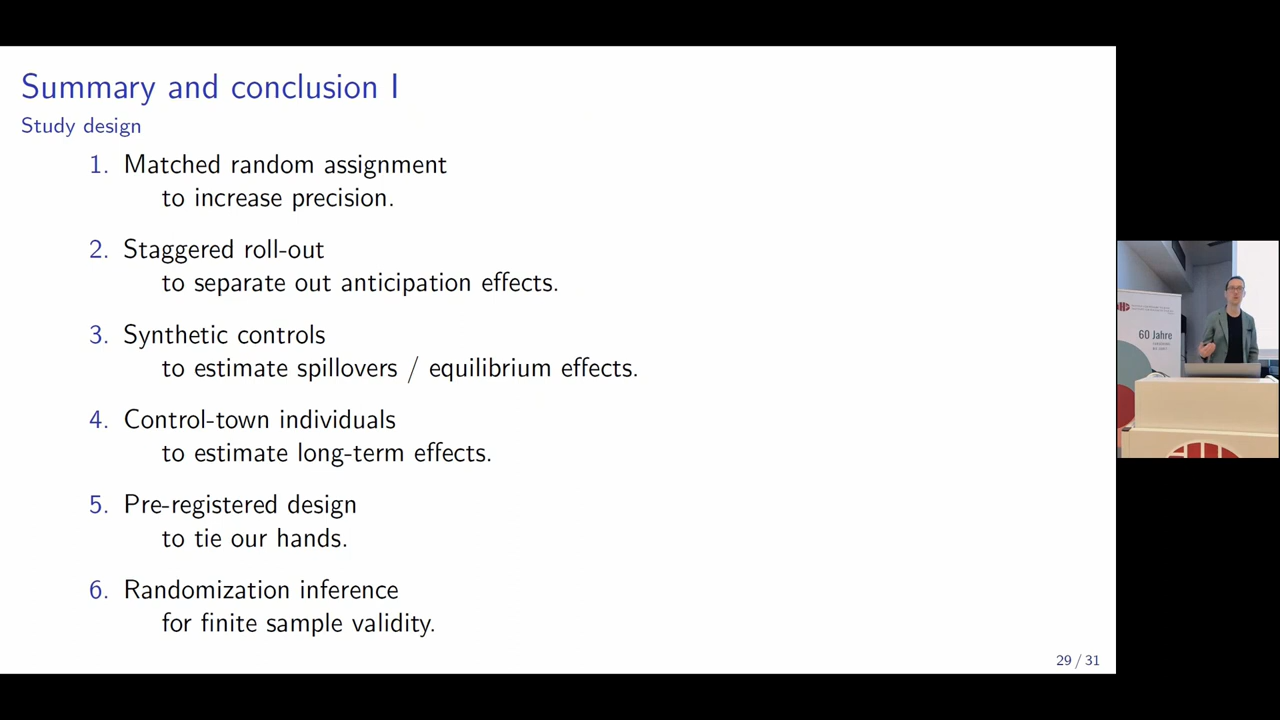 Summary and conclusion I
Study design
1. Matched random assignment
to increase precision.
2. Staggered roll-out
to separate out anticipation effects.
3. Synthetic controls
to estimate spillovers / equilibrium effects.
4. Control-town individuals
to estimate long-term effects.
5. Pre-registered design
to tie our hands.
6. Randomization inference
for finite sample validity.
29 / 31
60 Jahre